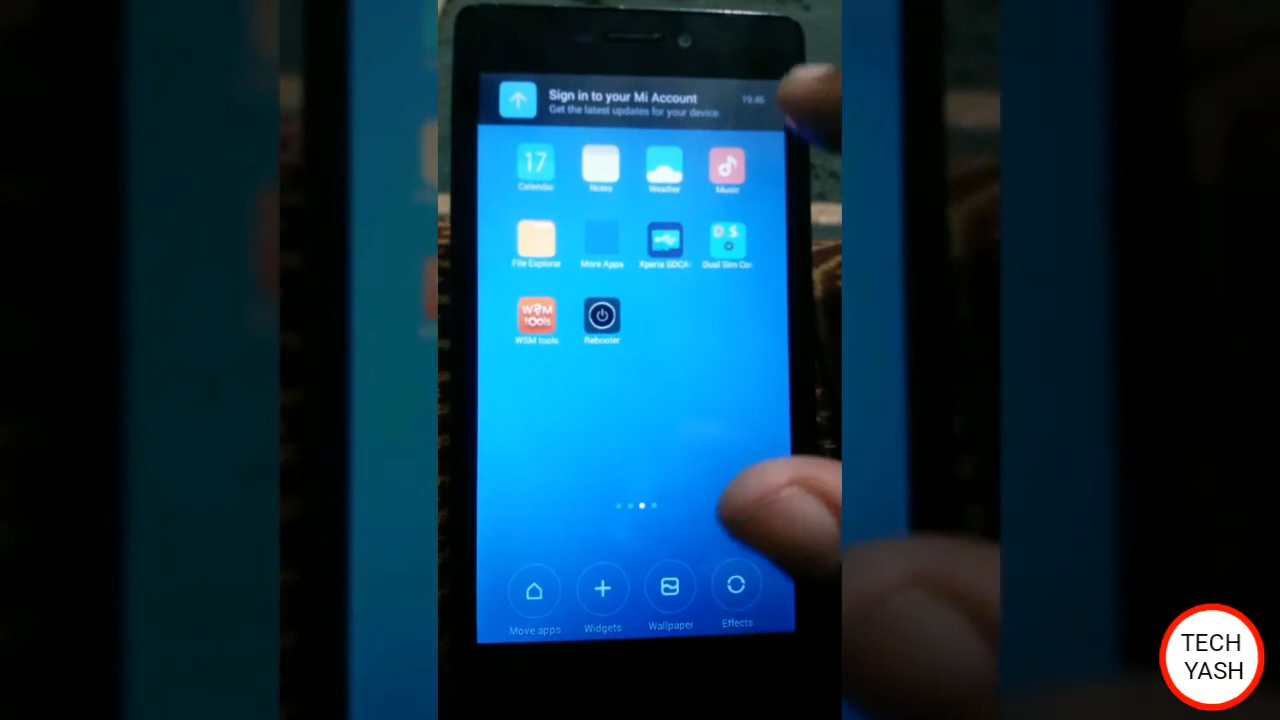 Sign in to your Mi Account
19:46
Get the latest updates for your device.
17
Calendar
Notes
Weather
Music
D. S.
File Explorer
More Apps
Xperia SDCA
Dual Sim Con
WSM
tools
WSM tools
Rebooter
Move apps
Widgets
Wallpaper
Effects
TECH
YASH